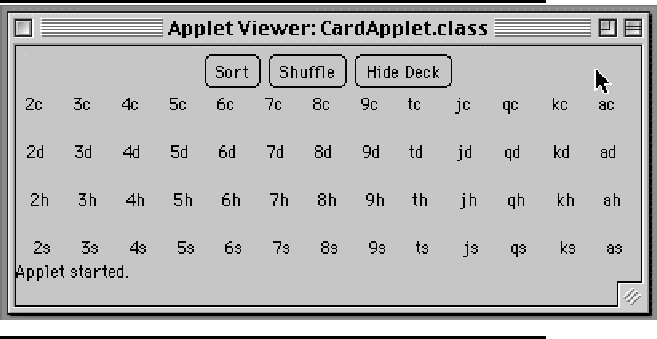 Applet Viewer: CardApplet.class
Sort Shuffle Hide Deck
2c 3c 4c 5c 6c 7c 8c 9c tc jc qc kc ac
2d 3d 4d 5d 6d 7d 8d 9d td jd qd kd ad
2h 3h 4h 5h 6h 7h 8h 9h th jh qh kh ah
2s 3s 4s 5s 6s 7s 8s 9s ts js qs ks as
Applet started.